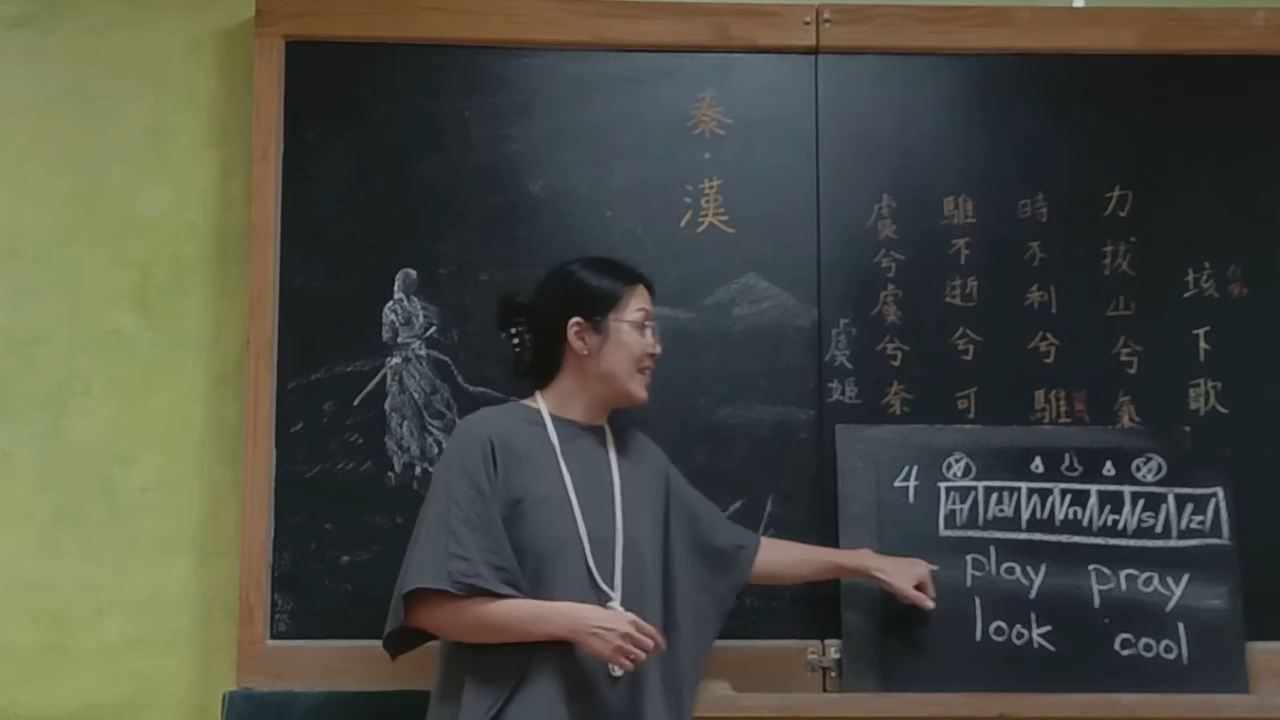 秦·漢
垓下歌
力拔山兮氣
時不利兮騅
騅不逝兮可
虞兮虞兮奈
虞姬
4
/t/ /d/ /l/ /n/ /r/ /s/ /z/
play pray
look cool